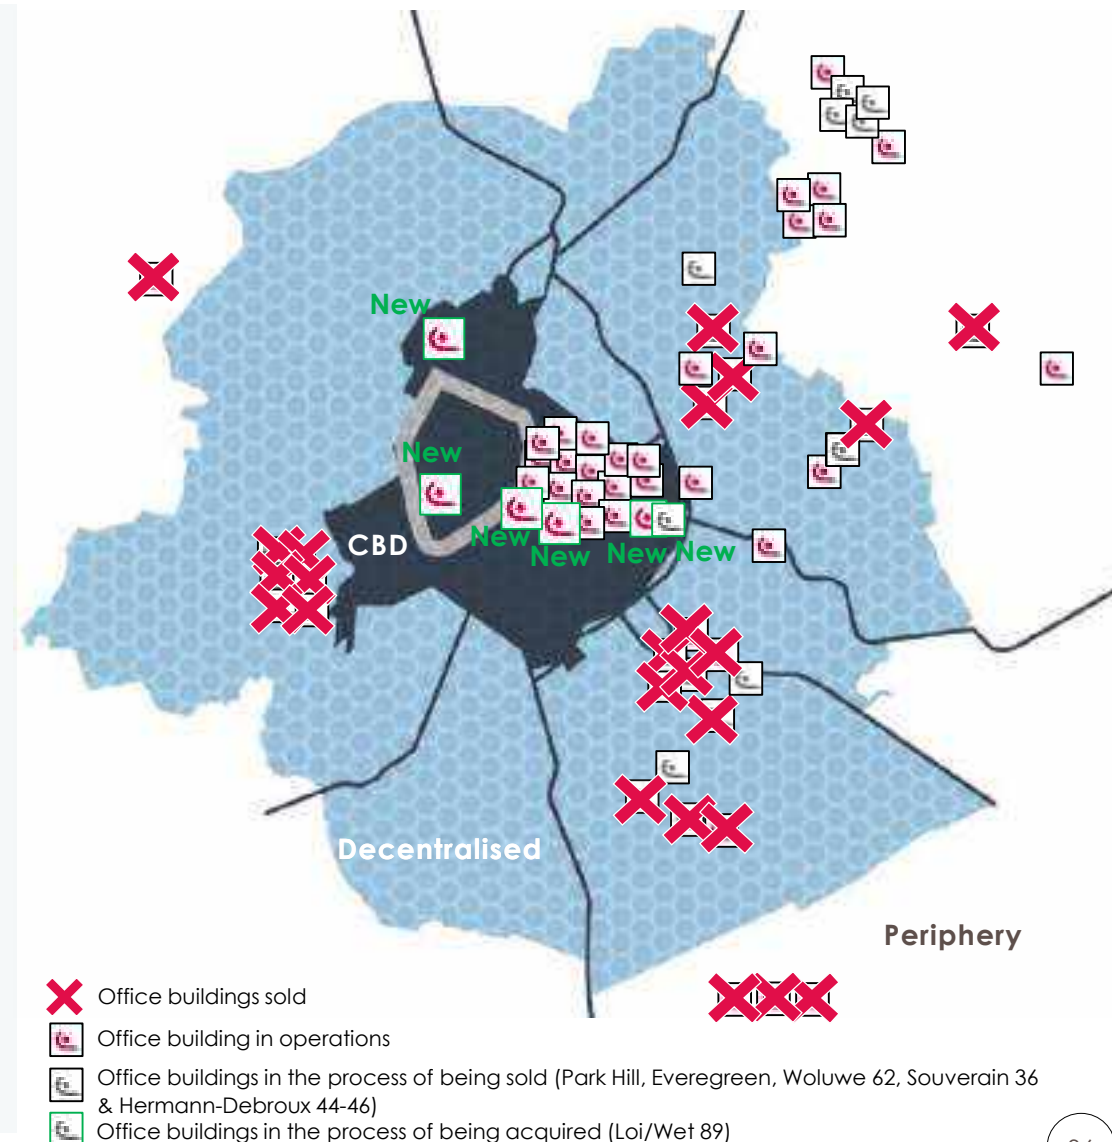 New
New
CBD
New
New
New
New
Decentralised
Periphery
Office buildings sold
Office building in operations
Office buildings in the process of being sold (Park Hill, Everegreen, Woluwe 62, Souverain 36
& Hermann-Debroux 44-46)
Office buildings in the process of being acquired (Loi/Wet 89)